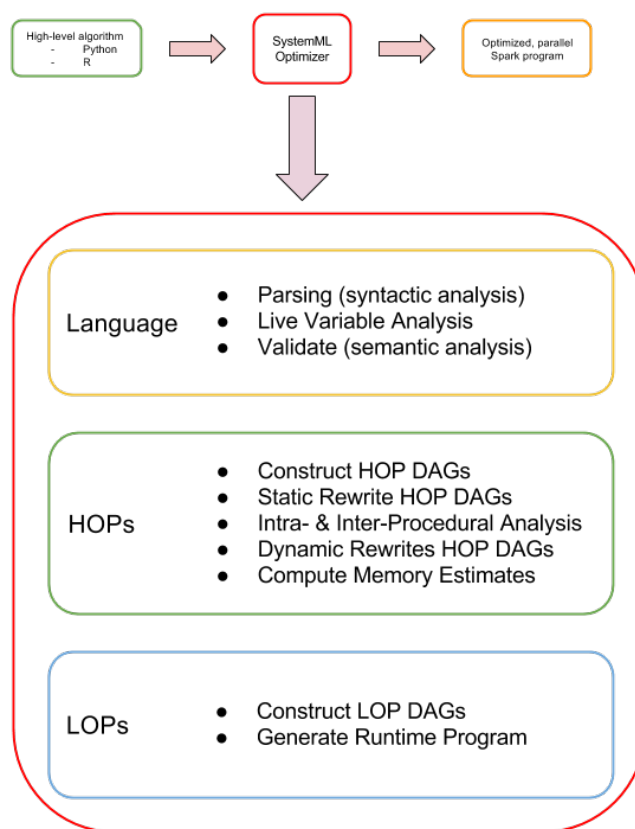 High-level algorithm
- Python
- R
SystemML
Optimizer
Optimized, parallel
Spark program
Language
● Parsing (syntactic analysis)
● Live Variable Analysis
● Validate (semantic analysis)
HOPs
● Construct HOP DAGs
● Static Rewrite HOP DAGs
● Intra- & Inter-Procedural Analysis
● Dynamic Rewrites HOP DAGs
● Compute Memory Estimates
LOPs
● Construct LOP DAGs
● Generate Runtime Program